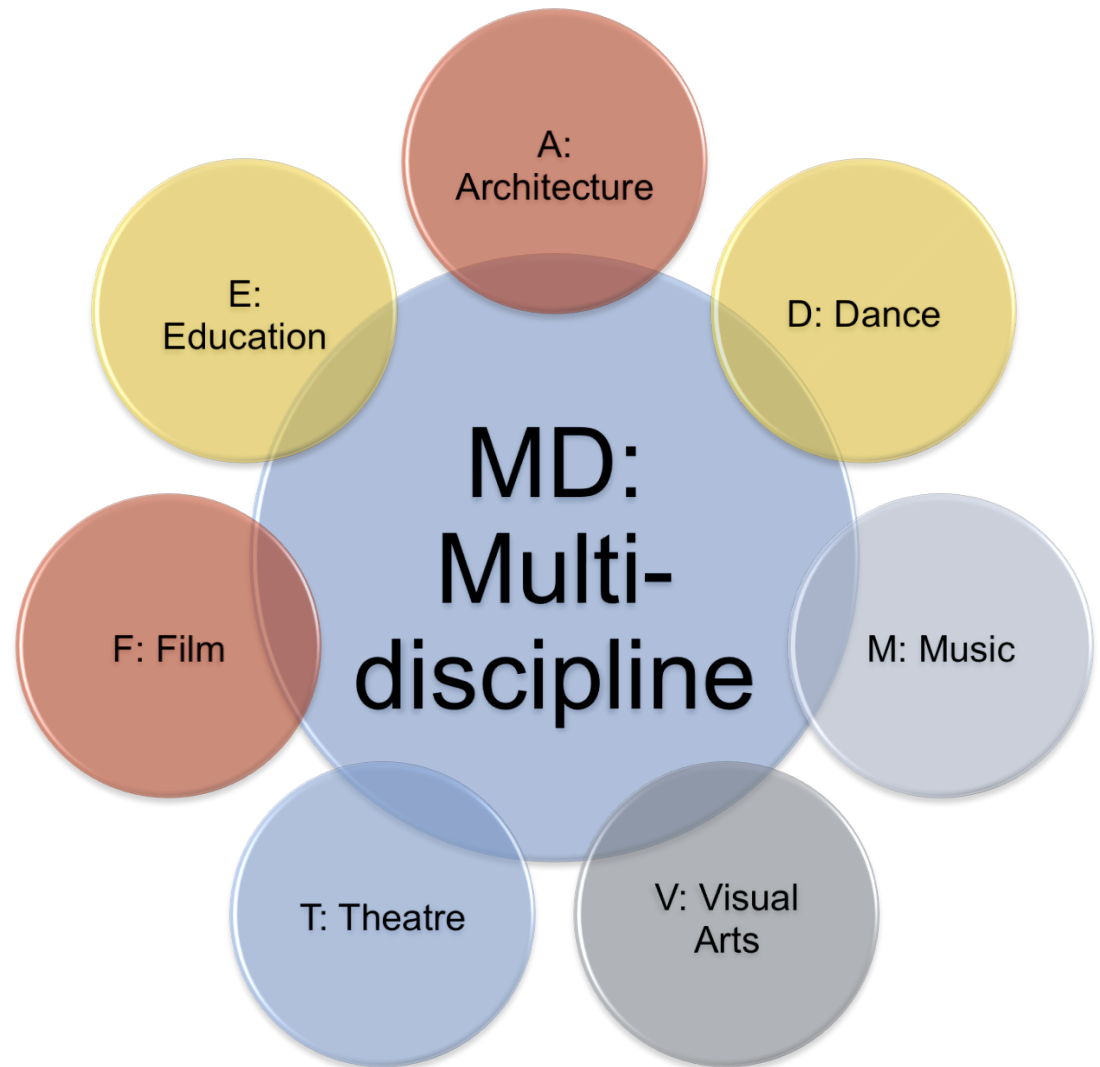 A:
Architecture
D: Dance
M: Music
V: Visual
Arts
T: Theatre
F: Film
E:
Education
MD:
Multi-
discipline